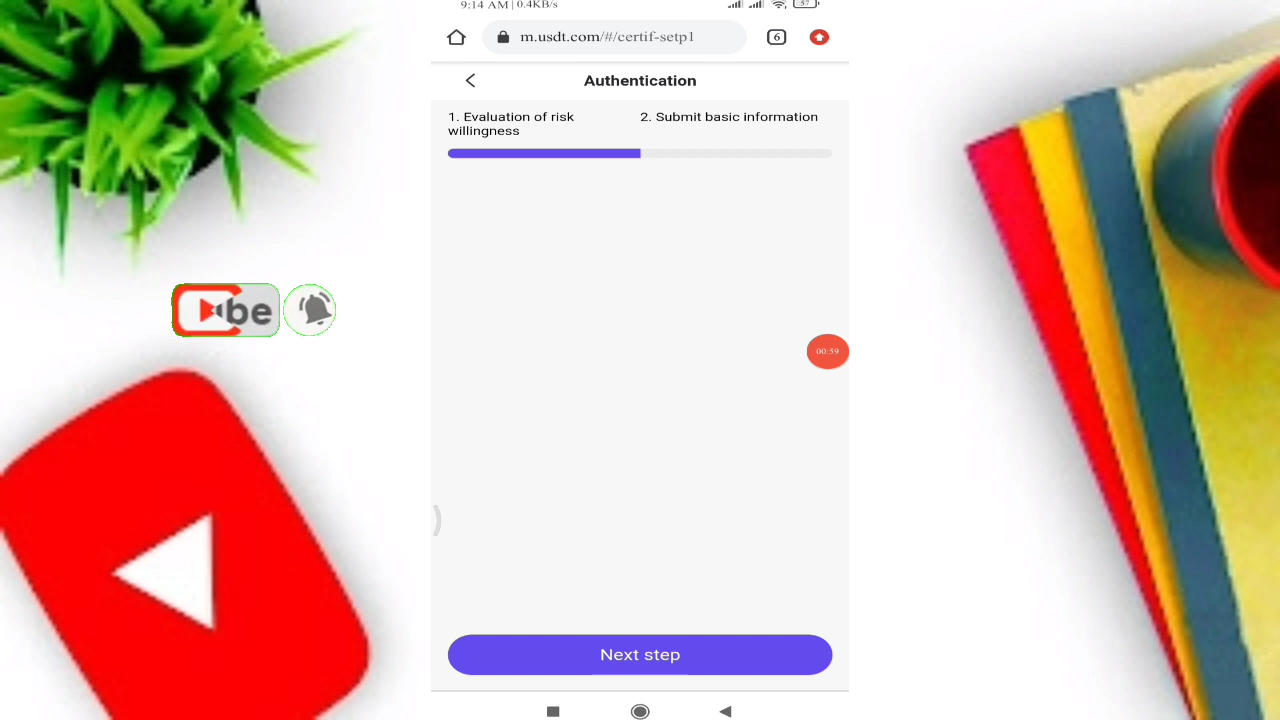 9:14 AM | 0.4KB/s
57
m.usdt.com/#/certif-setp1
6
Authentication
1. Evaluation of risk
willingness
2. Submit basic information
be
00:59
Next step